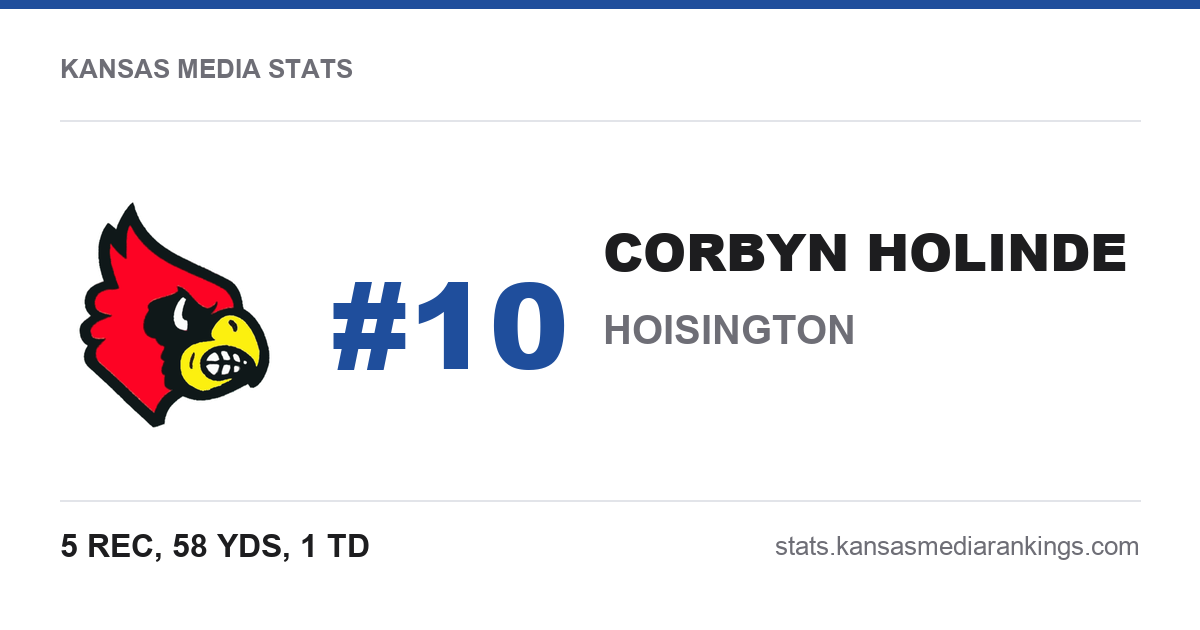 KANSAS MEDIA STATS
#10
CORBYN HOLINDE
HOISINGTON
5 REC, 58 YDS, 1 TD
stats.kansasmediarankings.com